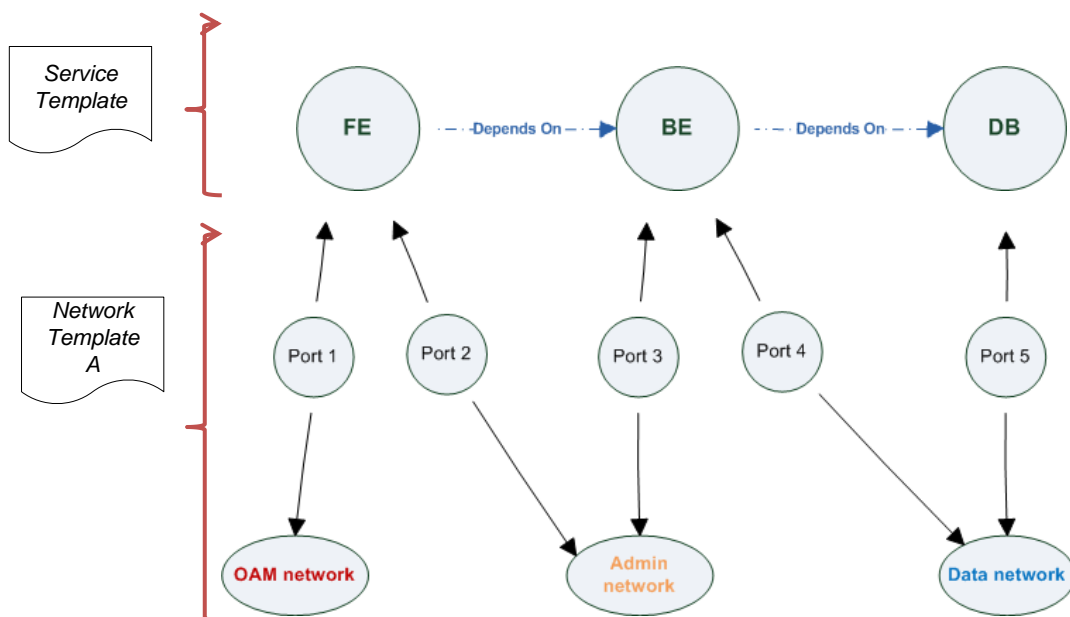 Service
Template
FE
Depends On
BE
Depends On
DB
Network
Template
A
Port 1
Port 2
Port 3
Port 4
Port 5
OAM network
Admin
network
Data network